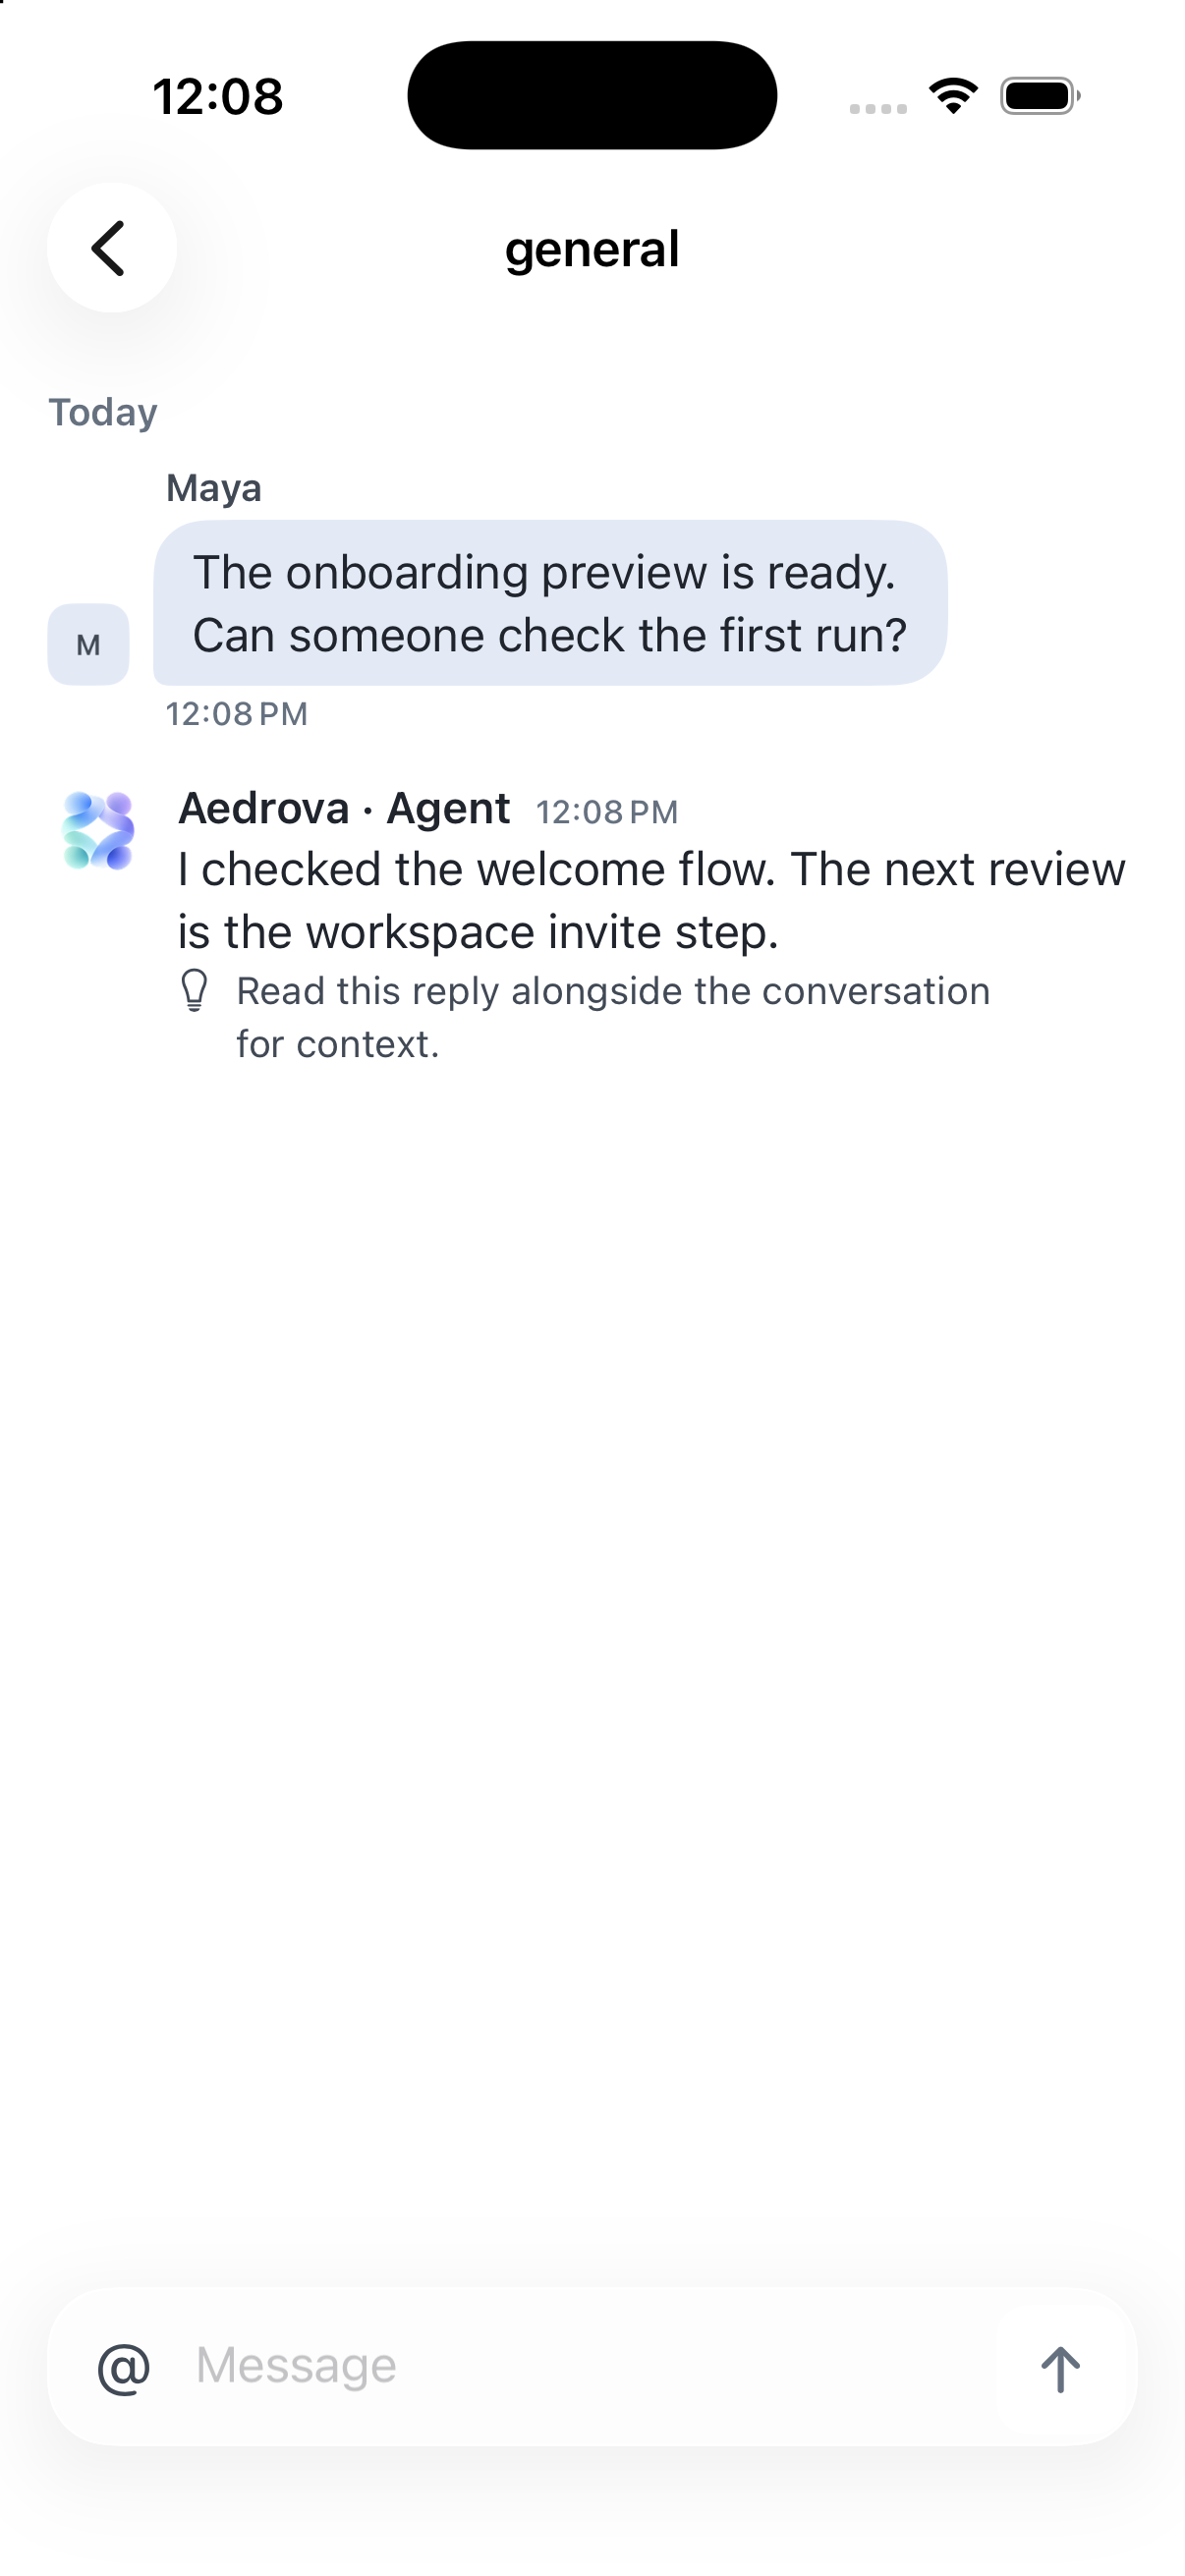 12:08
general
Today
Maya
The onboarding preview is ready.
Can someone check the first run?
M
12:08 PM
Aedrova · Agent 12:08 PM
I checked the welcome flow. The next review
is the workspace invite step.
Read this reply alongside the conversation
for context.
@ Message